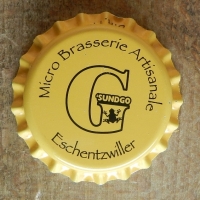 Micro Brasserie Artisanale
G
SUNDGO
Eschentzwiller